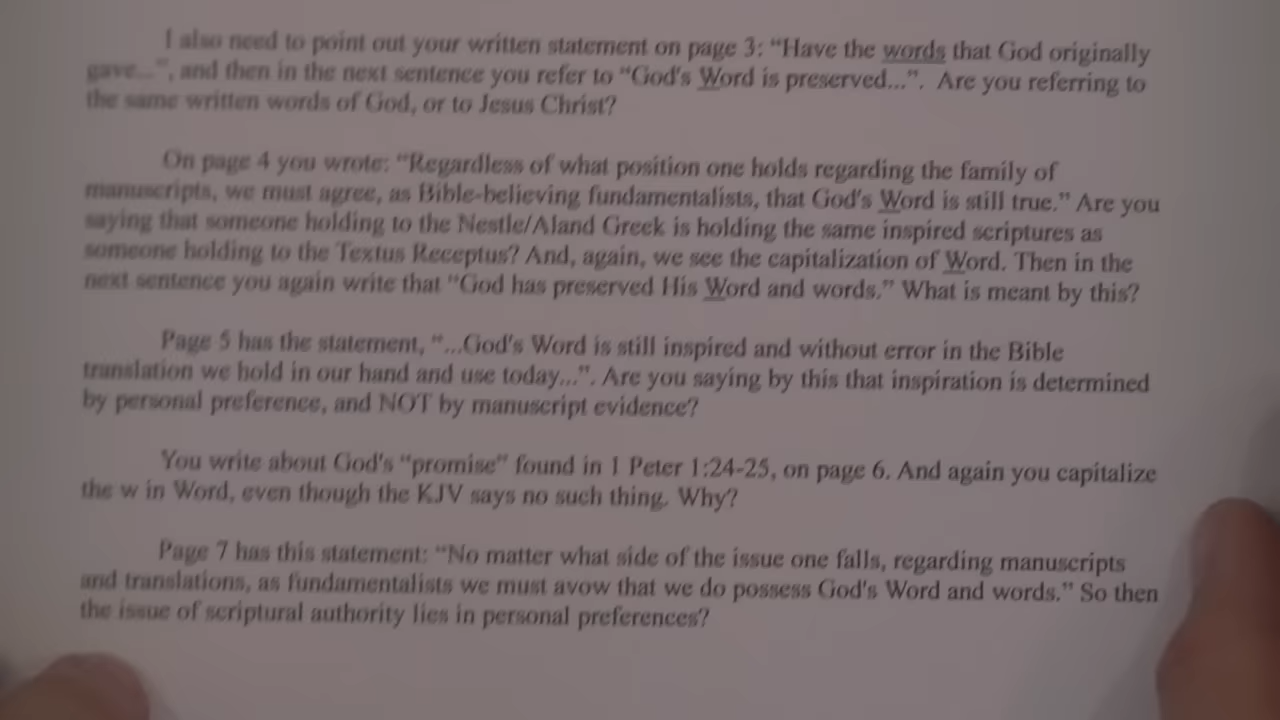 I also need to point out your written statement on page 3: “Have the words that God originally
gave...”, and then in the next sentence you refer to “God's Word is preserved...”. Are you referring to
the same written words of God, or to Jesus Christ?
On page 4 you wrote: “Regardless of what position one holds regarding the family of
manuscripts, we must agree, as Bible-believing fundamentalists, that God's Word is still true.” Are you
saying that someone holding to the Nestle/Aland Greek is holding the same inspired scriptures as
someone holding to the Textus Receptus? And, again, we see the capitalization of Word. Then in the
next sentence you again write that “God has preserved His Word and words.” What is meant by this?
Page 5 has the statement, “...God's Word is still inspired and without error in the Bible
translation we hold in our hand and use today...”. Are you saying by this that inspiration is determined
by personal preference, and NOT by manuscript evidence?
You write about God's “promise” found in 1 Peter 1:24-25, on page 6. And again you capitalize
the w in Word, even though the KJV says no such thing. Why?
Page 7 has this statement: “No matter what side of the issue one falls, regarding manuscripts
and translations, as fundamentalists we must avow that we do possess God's Word and words.” So then
the issue of scriptural authority lies in personal preferences?